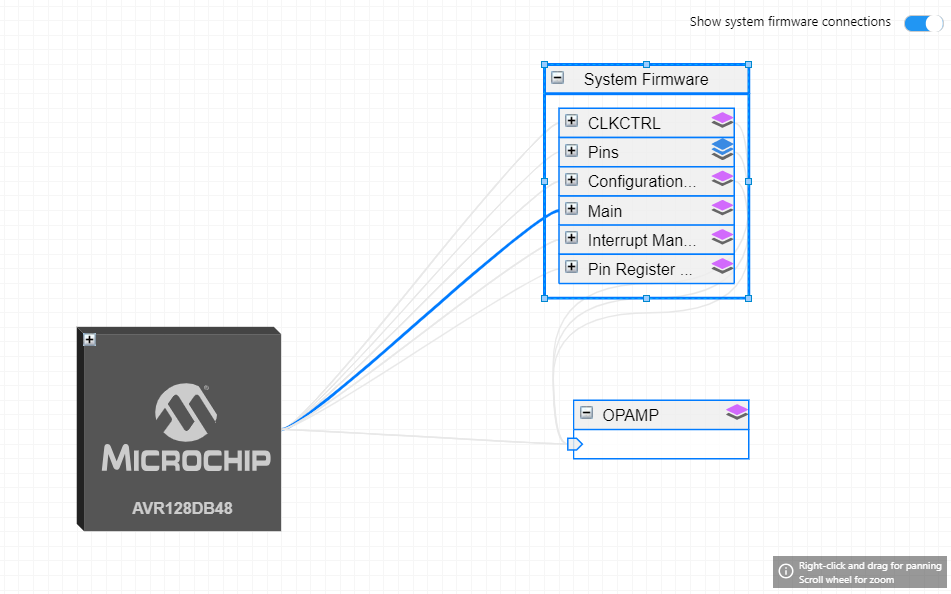 Show system firmware connections
System Firmware
CLKCTRL
Pins
Configuration...
Main
Interrupt Man...
Pin Register ...
MICROCHIP
AVR128DB48
OPAMP
Right-click and drag for panning
Scroll wheel for zoom